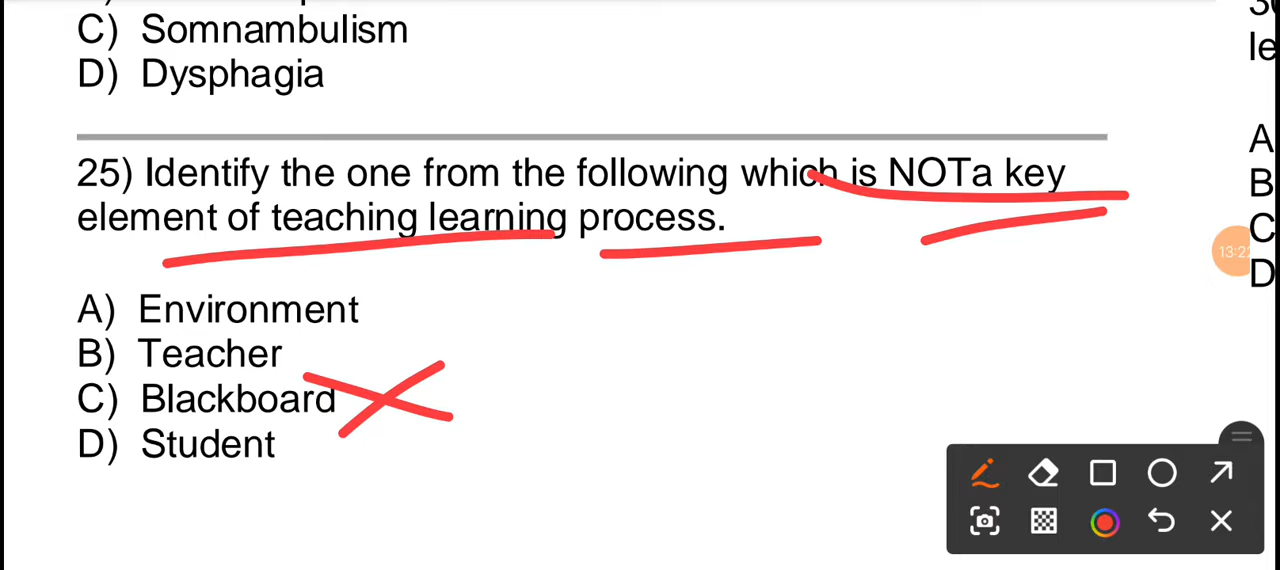 C) Somnambulism
D) Dysphagia
25) Identify the one from the following which is NOTa key
element of teaching learning process.
A) Environment
B) Teacher
C) Blackboard
D) Student
le
A
B
C
D